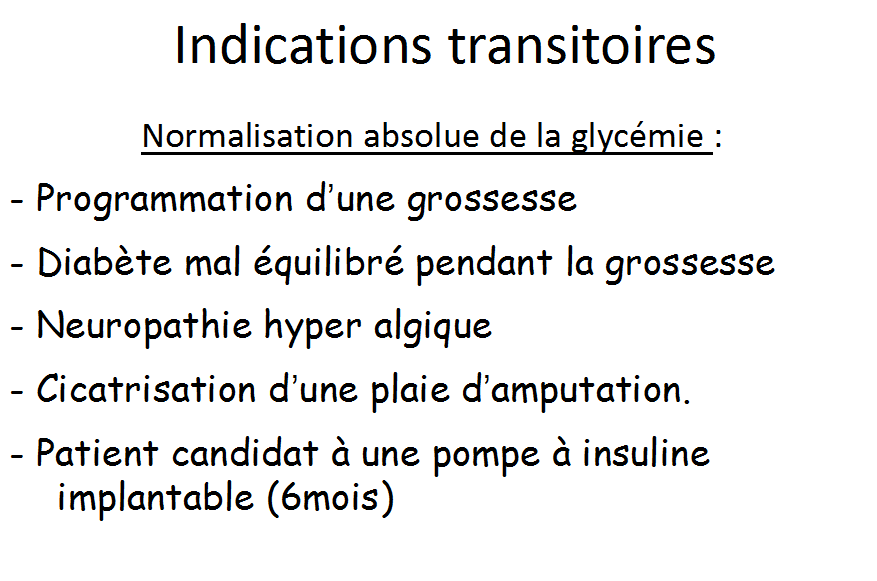 Indications transitoires
Normalisation absolue de la glycémie :
- Programmation d’une grossesse
- Diabète mal équilibré pendant la grossesse
- Neuropathie hyper algique
- Cicatrisation d’une plaie d’amputation.
- Patient candidat à une pompe à insuline
implantable (6mois)